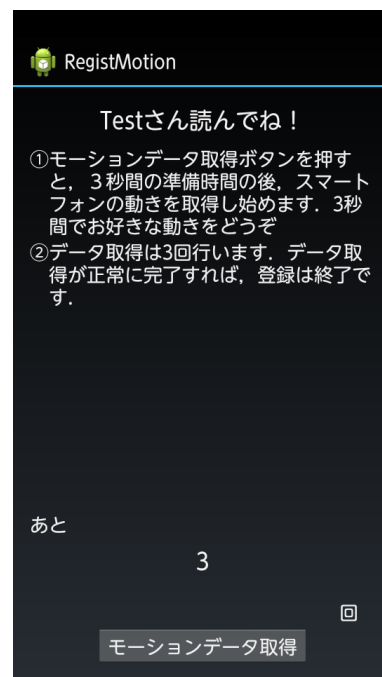 RegistMotion
Testさん読んでね！
①モーションデータ取得ボタンを押す
と，３秒間の準備時間の後，スマート
フォンの動きを取得し始めます．3秒
間でお好きな動きをどうぞ
②データ取得は3回行います．データ取
得が正常に完了すれば，登録は終了で
す．
あと
3
回
モーションデータ取得